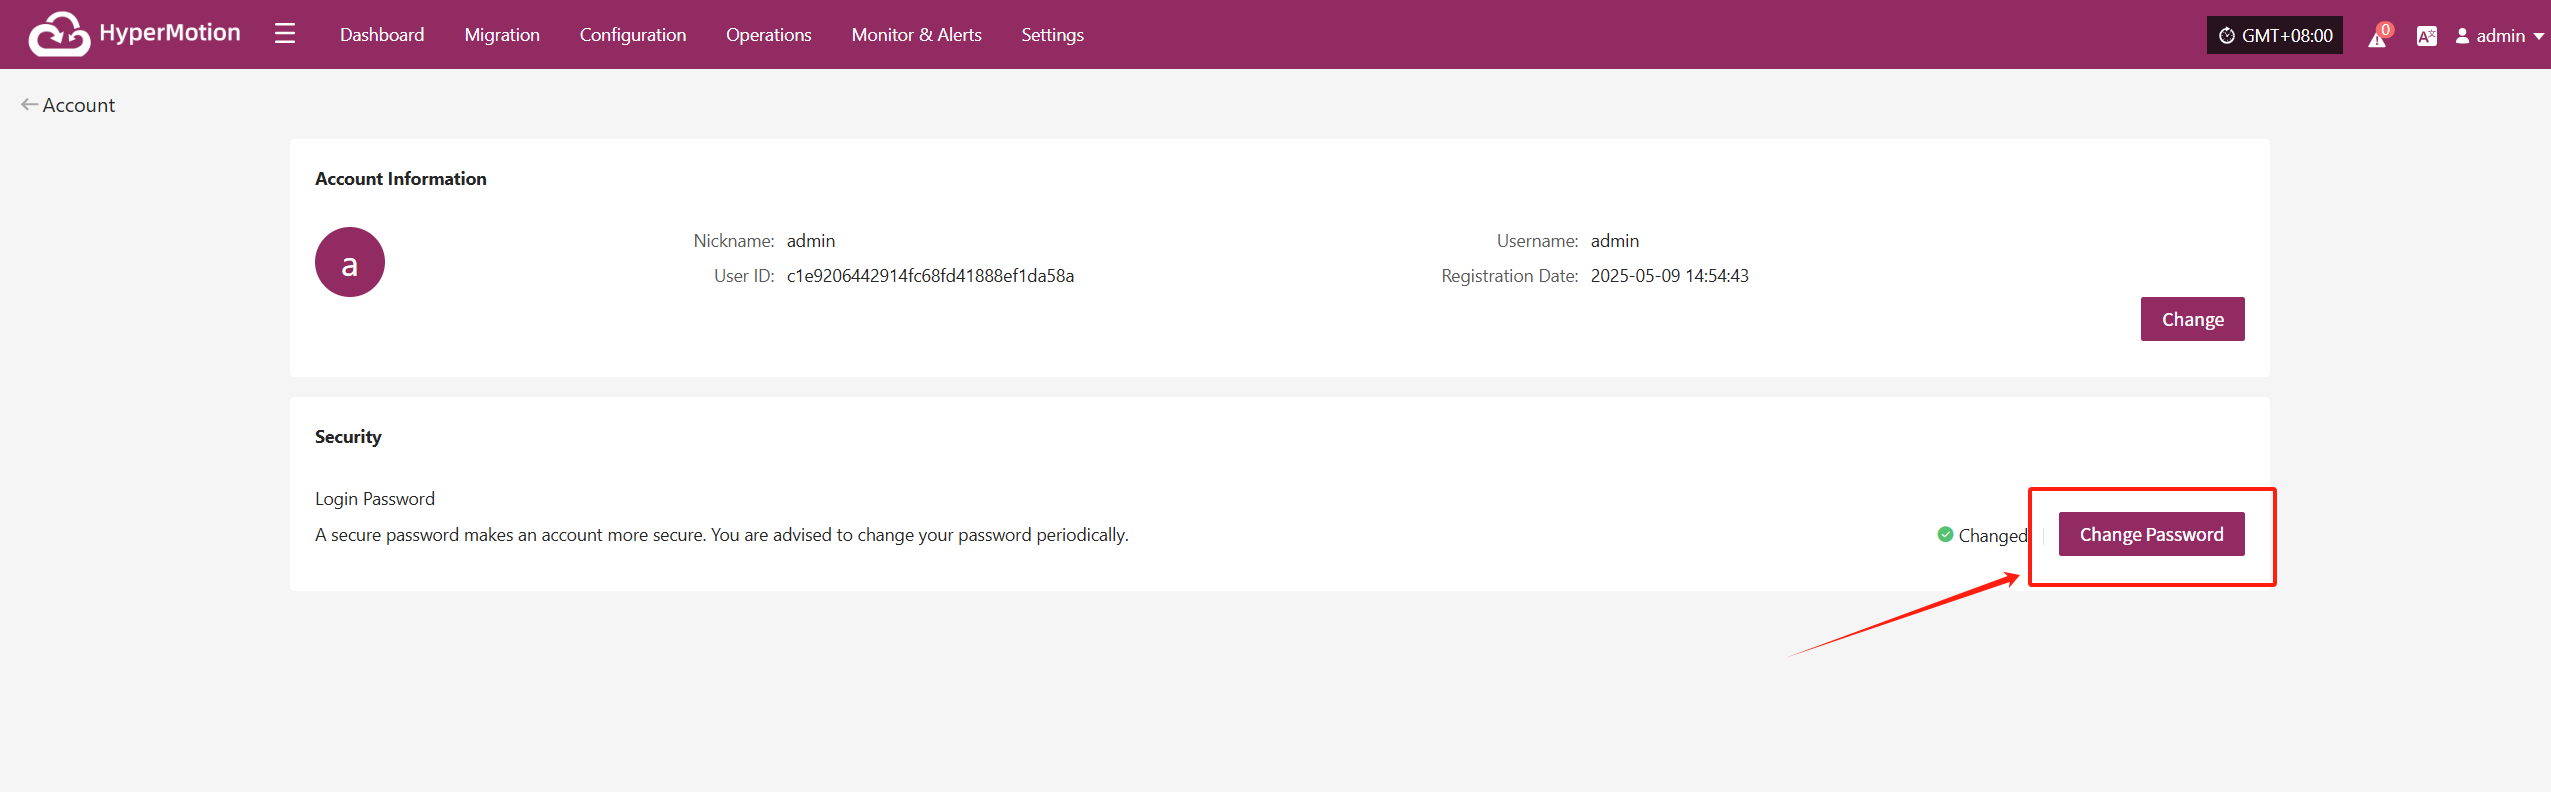 HyperMotion Dashboard Migration Configuration Operations Monitor & Alerts Settings GMT+08:00 0 A文 admin
Account
Account Information
a
Nickname: admin Username: admin
User ID: c1e9206442914fc68fd41888ef1da58a Registration Date: 2025-05-09 14:54:43
Change
Security
Login Password
A secure password makes an account more secure. You are advised to change your password periodically. Changed Change Password